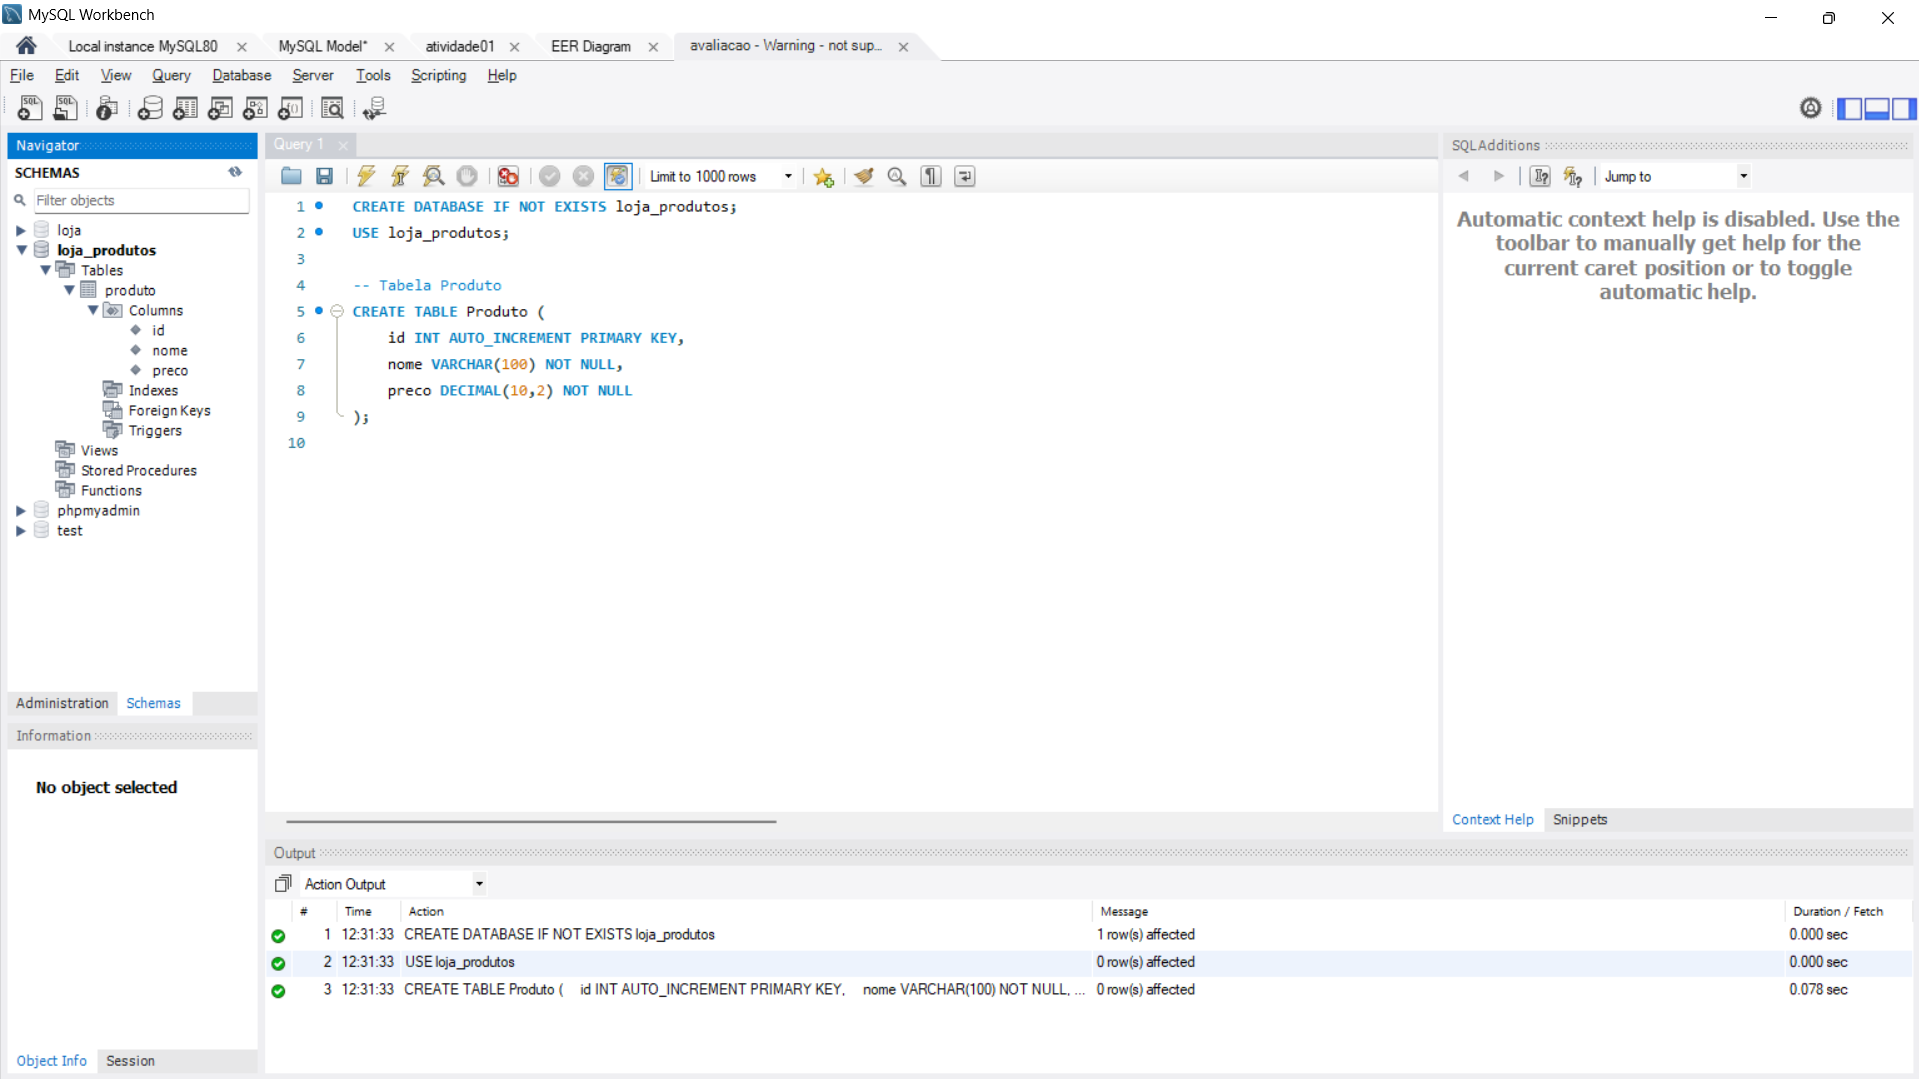 MySQL Workbench
Local instance MySQL80
MySQL Model*
atividade01
EER Diagram
avaliacao - Warning - not sup...
File Edit View Query Database Server Tools Scripting Help
Navigator
SCHEMAS
Filter objects
loja
loja_produtos
Tables
produto
Columns
id
nome
preco
Indexes
Foreign Keys
Triggers
Views
Stored Procedures
Functions
phpmyadmin
test
Administration Schemas
Information
No object selected
Object Info Session
Query 1
Limit to 1000 rows
1 CREATE DATABASE IF NOT EXISTS loja_produtos;
2 USE loja_produtos;
3
4 -- Tabela Produto
5 CREATE TABLE Produto (
6 id INT AUTO_INCREMENT PRIMARY KEY,
7 nome VARCHAR(100) NOT NULL,
8 preco DECIMAL(10,2) NOT NULL
9 );
10
SQLAdditions
Jump to
Automatic context help is disabled. Use the
toolbar to manually get help for the
current caret position or to toggle
automatic help.
Context Help Snippets
Output
Action Output
# Time Action Message Duration / Fetch
1 12:31:33 CREATE DATABASE IF NOT EXISTS loja_produtos 1 row(s) affected 0.000 sec
2 12:31:33 USE loja_produtos 0 row(s) affected 0.000 sec
3 12:31:33 CREATE TABLE Produto ( id INT AUTO_INCREMENT PRIMARY KEY, nome VARCHAR(100) NOT NULL, ... 0 row(s) affected 0.078 sec